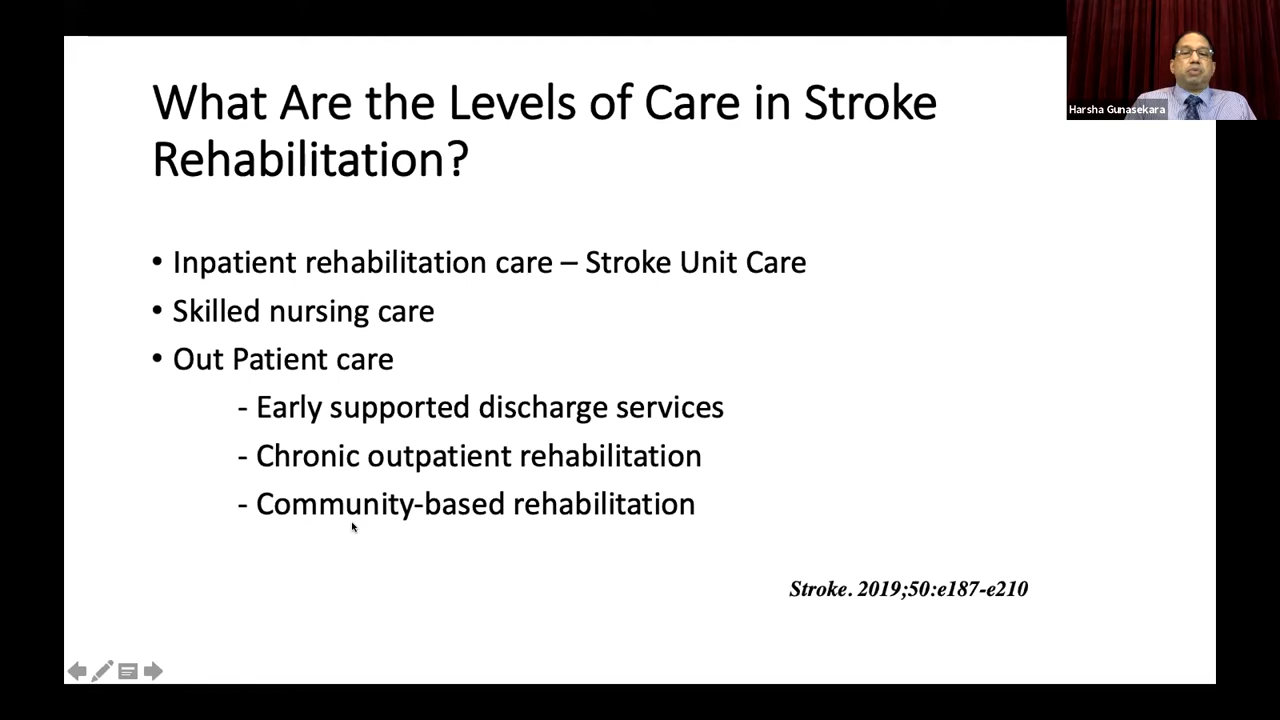 What Are the Levels of Care in Stroke
Rehabilitation?
• Inpatient rehabilitation care – Stroke Unit Care
• Skilled nursing care
• Out Patient care
- Early supported discharge services
- Chronic outpatient rehabilitation
- Community-based rehabilitation
Stroke. 2019;50:e187-e210
Harsha Gunasekara